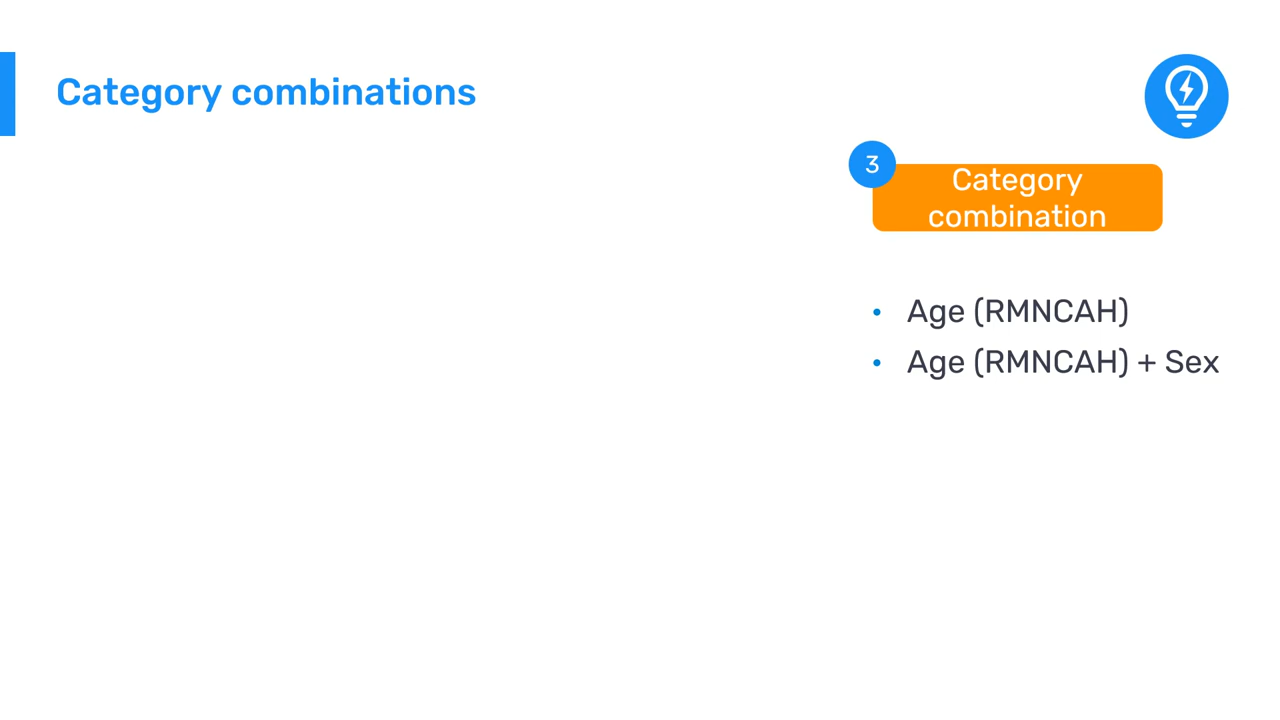 Category combinations
3
Category
combination
• Age (RMNCAH)
• Age (RMNCAH) + Sex